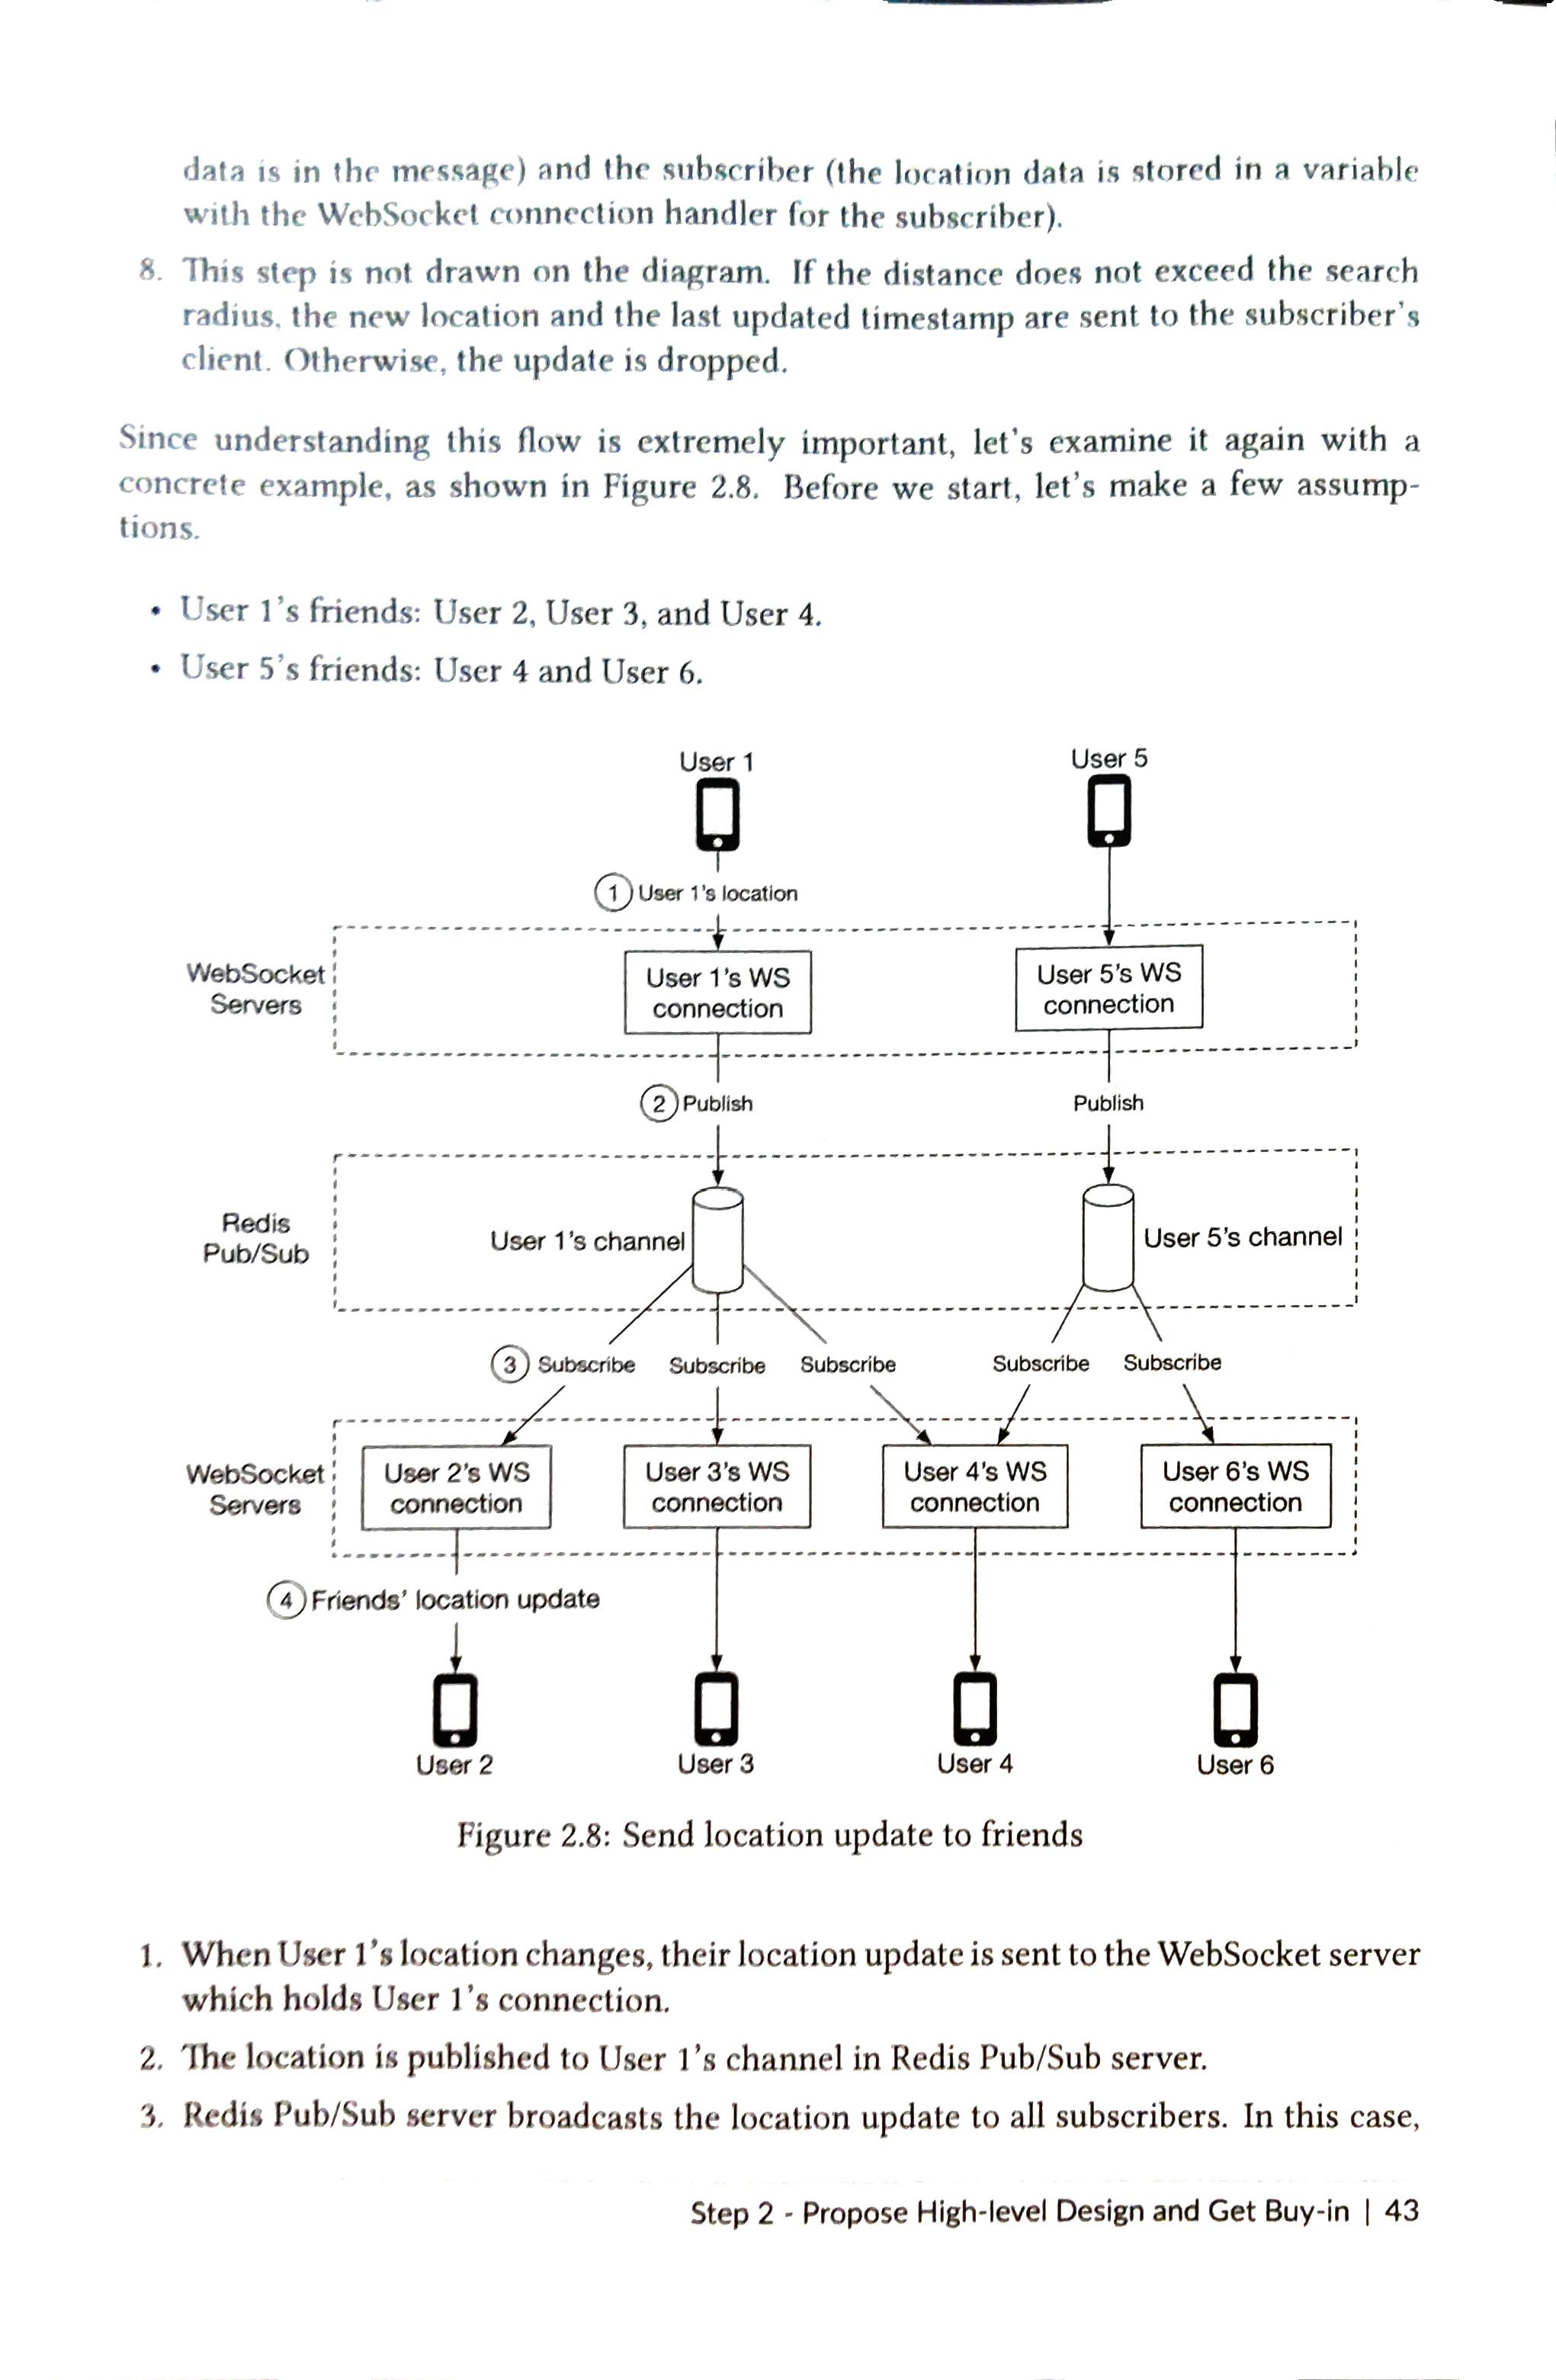 data is in the message) and the subscriber (the location data is stored in a variable
with the WebSocket connection handler for the subscriber).
8. This step is not drawn on the diagram. If the distance does not exceed the search
radius, the new location and the last updated timestamp are sent to the subscriber's
client. Otherwise, the update is dropped.
Since understanding this flow is extremely important, let's examine it again with a
concrete example, as shown in Figure 2.8. Before we start, let's make a few assump-
tions.
• User 1's friends: User 2, User 3, and User 4.
• User 5's friends: User 4 and User 6.
User 1
User 5
1 User 1's location
WebSocket
Servers
User 1's WS
connection
User 5's WS
connection
2 Publish
Publish
Redis
Pub/Sub
User 1's channel
User 5's channel
3 Subscribe
Subscribe
Subscribe
Subscribe
Subscribe
WebSocket
Servers
User 2's WS
connection
User 3's WS
connection
User 4's WS
connection
User 6's WS
connection
4 Friends' location update
User 2
User 3
User 4
User 6
Figure 2.8: Send location update to friends
1. When User 1's location changes, their location update is sent to the WebSocket server
which holds User 1's connection.
2. The location is published to User 1's channel in Redis Pub/Sub server.
3. Redis Pub/Sub server broadcasts the location update to all subscribers. In this case,
Step 2 - Propose High-level Design and Get Buy-in | 43